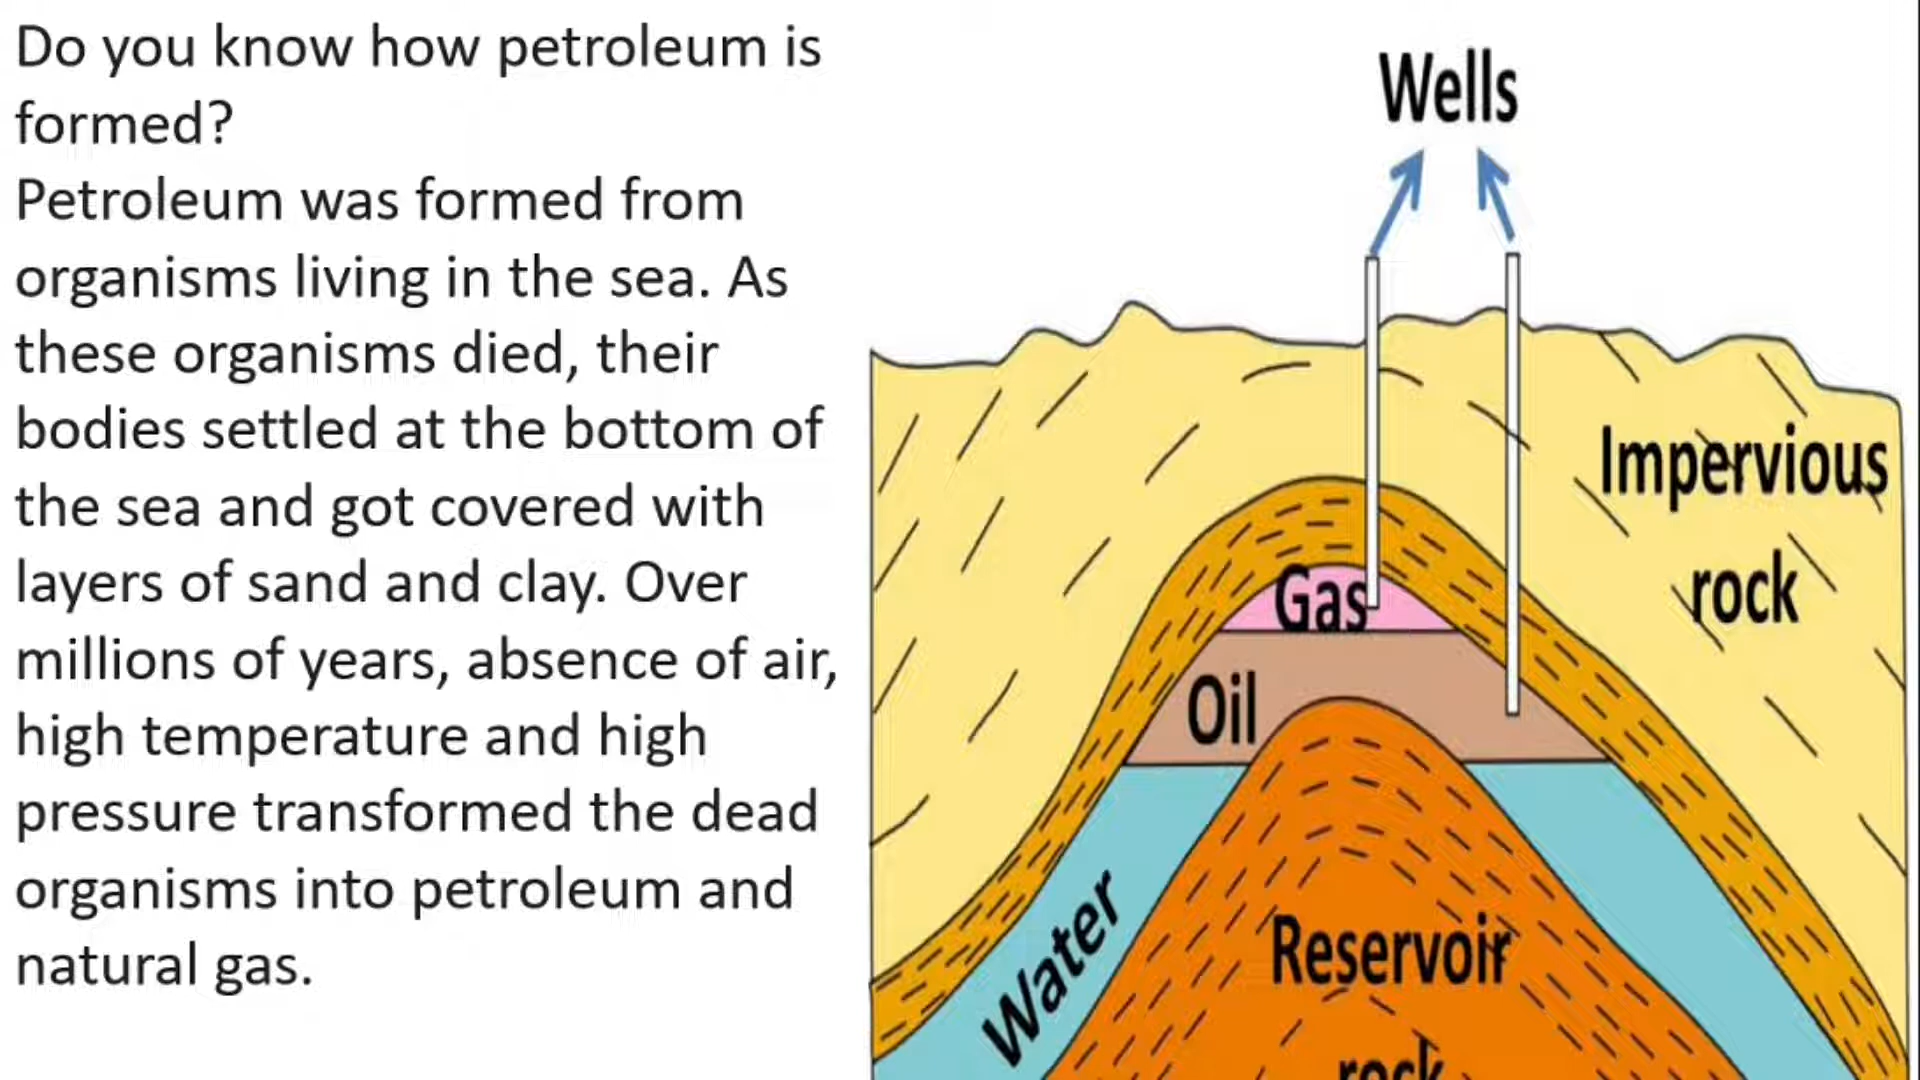 Do you know how petroleum is
formed?
Petroleum was formed from
organisms living in the sea. As
these organisms died, their
bodies settled at the bottom of
the sea and got covered with
layers of sand and clay. Over
millions of years, absence of air,
high temperature and high
pressure transformed the dead
organisms into petroleum and
natural gas.
Wells
Impervious
rock
Gas
Oil
Water
Reservoir
rock